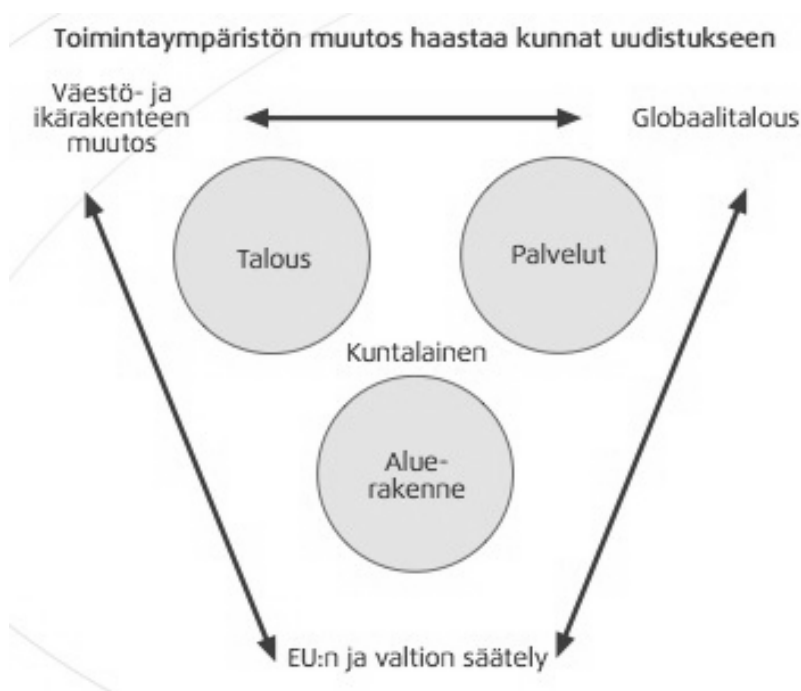 Toimintaympäristön muutos haastaa kunnat uudistukseen
Väestö- ja
ikärakenteen
muutos
Globaalitalous
Talous
Palvelut
Kuntalainen
Alue-
rakenne
EU:n ja valtion säätely